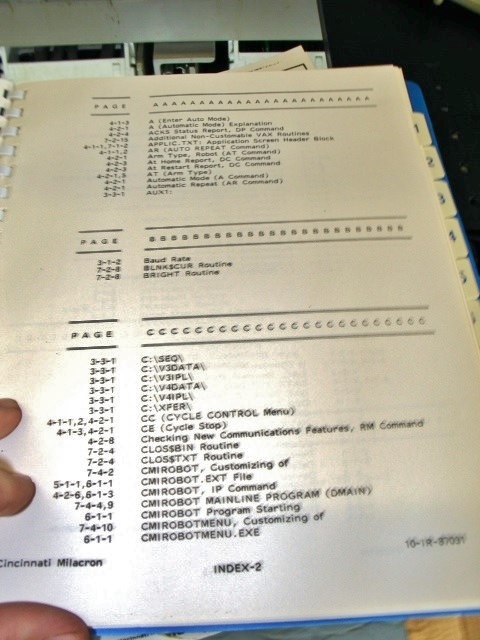 PAGE A A A A A A A A A A A A A A A A A A A A A A
4-1-3 A (Enter Auto Mode)
4-2-1 A (Automatic Mode) Explanation
4-2-4 ACKS Status Report, DP Command
7-2-15 Additional Non-Customable VAX Routines
4-1-1,7-1-2 APPLIC.TXT: Application Screen Header Block
4-1-1,2 AR (AUTO REPEAT Command)
4-2-1 Arm Type, Robot (AT Command)
4-2-3 At Home Report, DC Command
4-2-3 At Restart Report, DC Command
4-2-1,8 AT (Arm Type)
4-2-1 Automatic Mode (A Command)
4-2-1 Automatic Repeat (AR Command)
3-3-1 AUX1:
PAGE B B B B B B B B B B B B B B B B B B B B B B
3-1-2 Baud Rate
7-2-8 BLNK$CUR Routine
7-2-8 BRIGHT Routine
PAGE C C C C C C C C C C C C C C C C C C C C C C C
3-3-1 C:\SEQ\
3-3-1 C:\V3DATA\
3-3-1 C:\V3IPL\
3-3-1 C:\V4DATA\
3-3-1 C:\V4IPL\
3-3-1 C:\XFER\
4-1-1,2,4-2-1 CC (CYCLE CONTROL Menu)
4-1-3,4-2-1 CE (Cycle Stop)
4-2-8 Checking New Communications Features, RM Command
7-2-4 CLOS$BIN Routine
7-2-4 CLOS$TXT Routine
7-4-2 CMIROBOT, Customizing of
5-1-1,6-1-1 CMIROBOT.EXT File
4-2-6,6-1-3 CMIROBOT, IP Command
7-4-4,9 CMIROBOT MAINLINE PROGRAM (DMAIN)
6-1-1 CMIROBOT Program Starting
7-4-10 CMIROBOTMENU, Customizing of
6-1-1 CMIROBOTMENU.EXE
10-IR-87031
Cincinnati Milacron INDEX-2
1
2
3
4